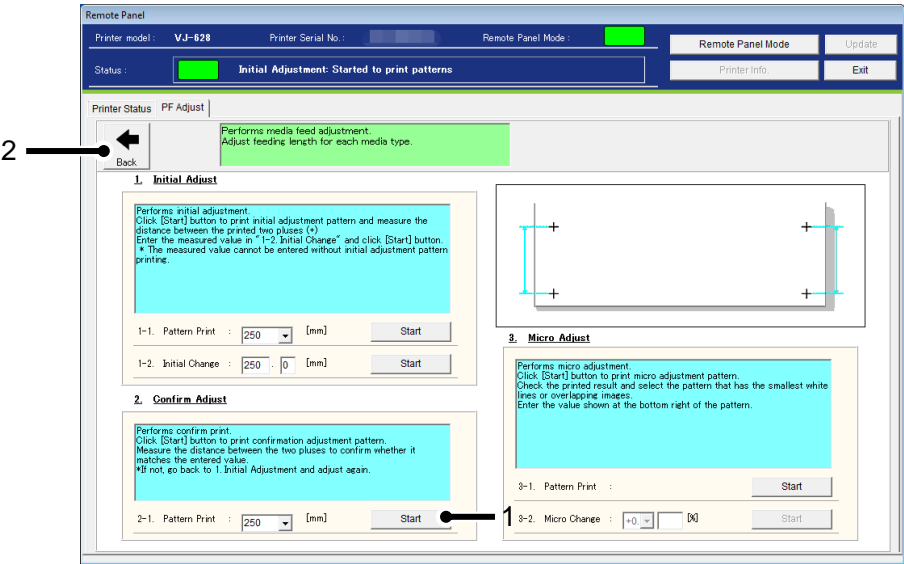 Remote Panel
Printer model : VJ-628 Printer Serial No. : Remote Panel Mode :
Remote Panel Mode Update
Status : Initial Adjustment: Started to print patterns
Printer Info. Exit
Printer Status PF Adjust
Back
Performs media feed adjustment.
Adjust feeding length for each media type.
2
1. Initial Adjust
Performs initial adjustment.
Click [Start] button to print initial adjustment pattern and measure the
distance between the printed two pluses (+)
Enter the measured value in "1-2. Initial Change" and click [Start] button.
* The measured value cannot be entered without initial adjustment pattern
printing.
1-1. Pattern Print : 250 [mm] Start
1-2. Initial Change : 250 . 0 [mm] Start
2. Confirm Adjust
Performs confirm print.
Click [Start] button to print confirmation adjustment pattern.
Measure the distance between the two pluses to confirm whether it
matches the entered value.
*If not, go back to 1. Initial Adjustment and adjust again.
2-1. Pattern Print : 250 [mm] Start
1
3. Micro Adjust
Performs micro adjustment.
Click [Start] button to print micro adjustment pattern.
Check the printed result and select the pattern that has the smallest white
lines or overlapping images.
Enter the value shown at the bottom right of the pattern.
3-1. Pattern Print : Start
3-2. Micro Change : +0. [%] Start